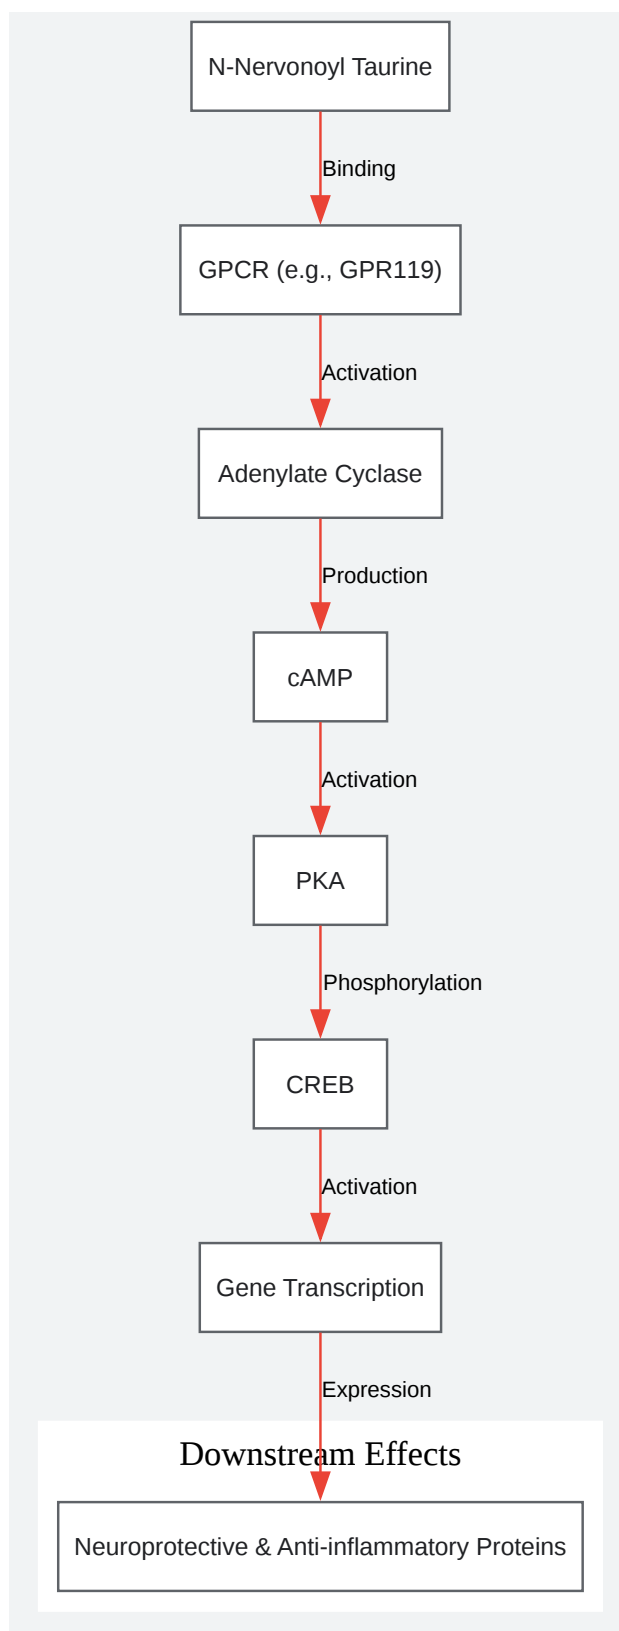 N-Nervonoyl Taurine
Binding
GPCR (e.g., GPR119)
Activation
Adenylate Cyclase
Production
cAMP
Activation
PKA
Phosphorylation
CREB
Activation
Gene Transcription
Expression
Downstream Effects
Neuroprotective & Anti-inflammatory Proteins